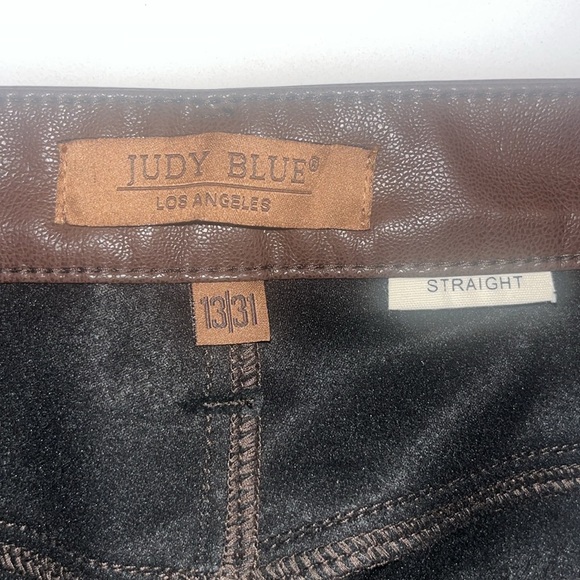 JUDY BLUE®
LOS ANGELES
13|31
STRAIGHT